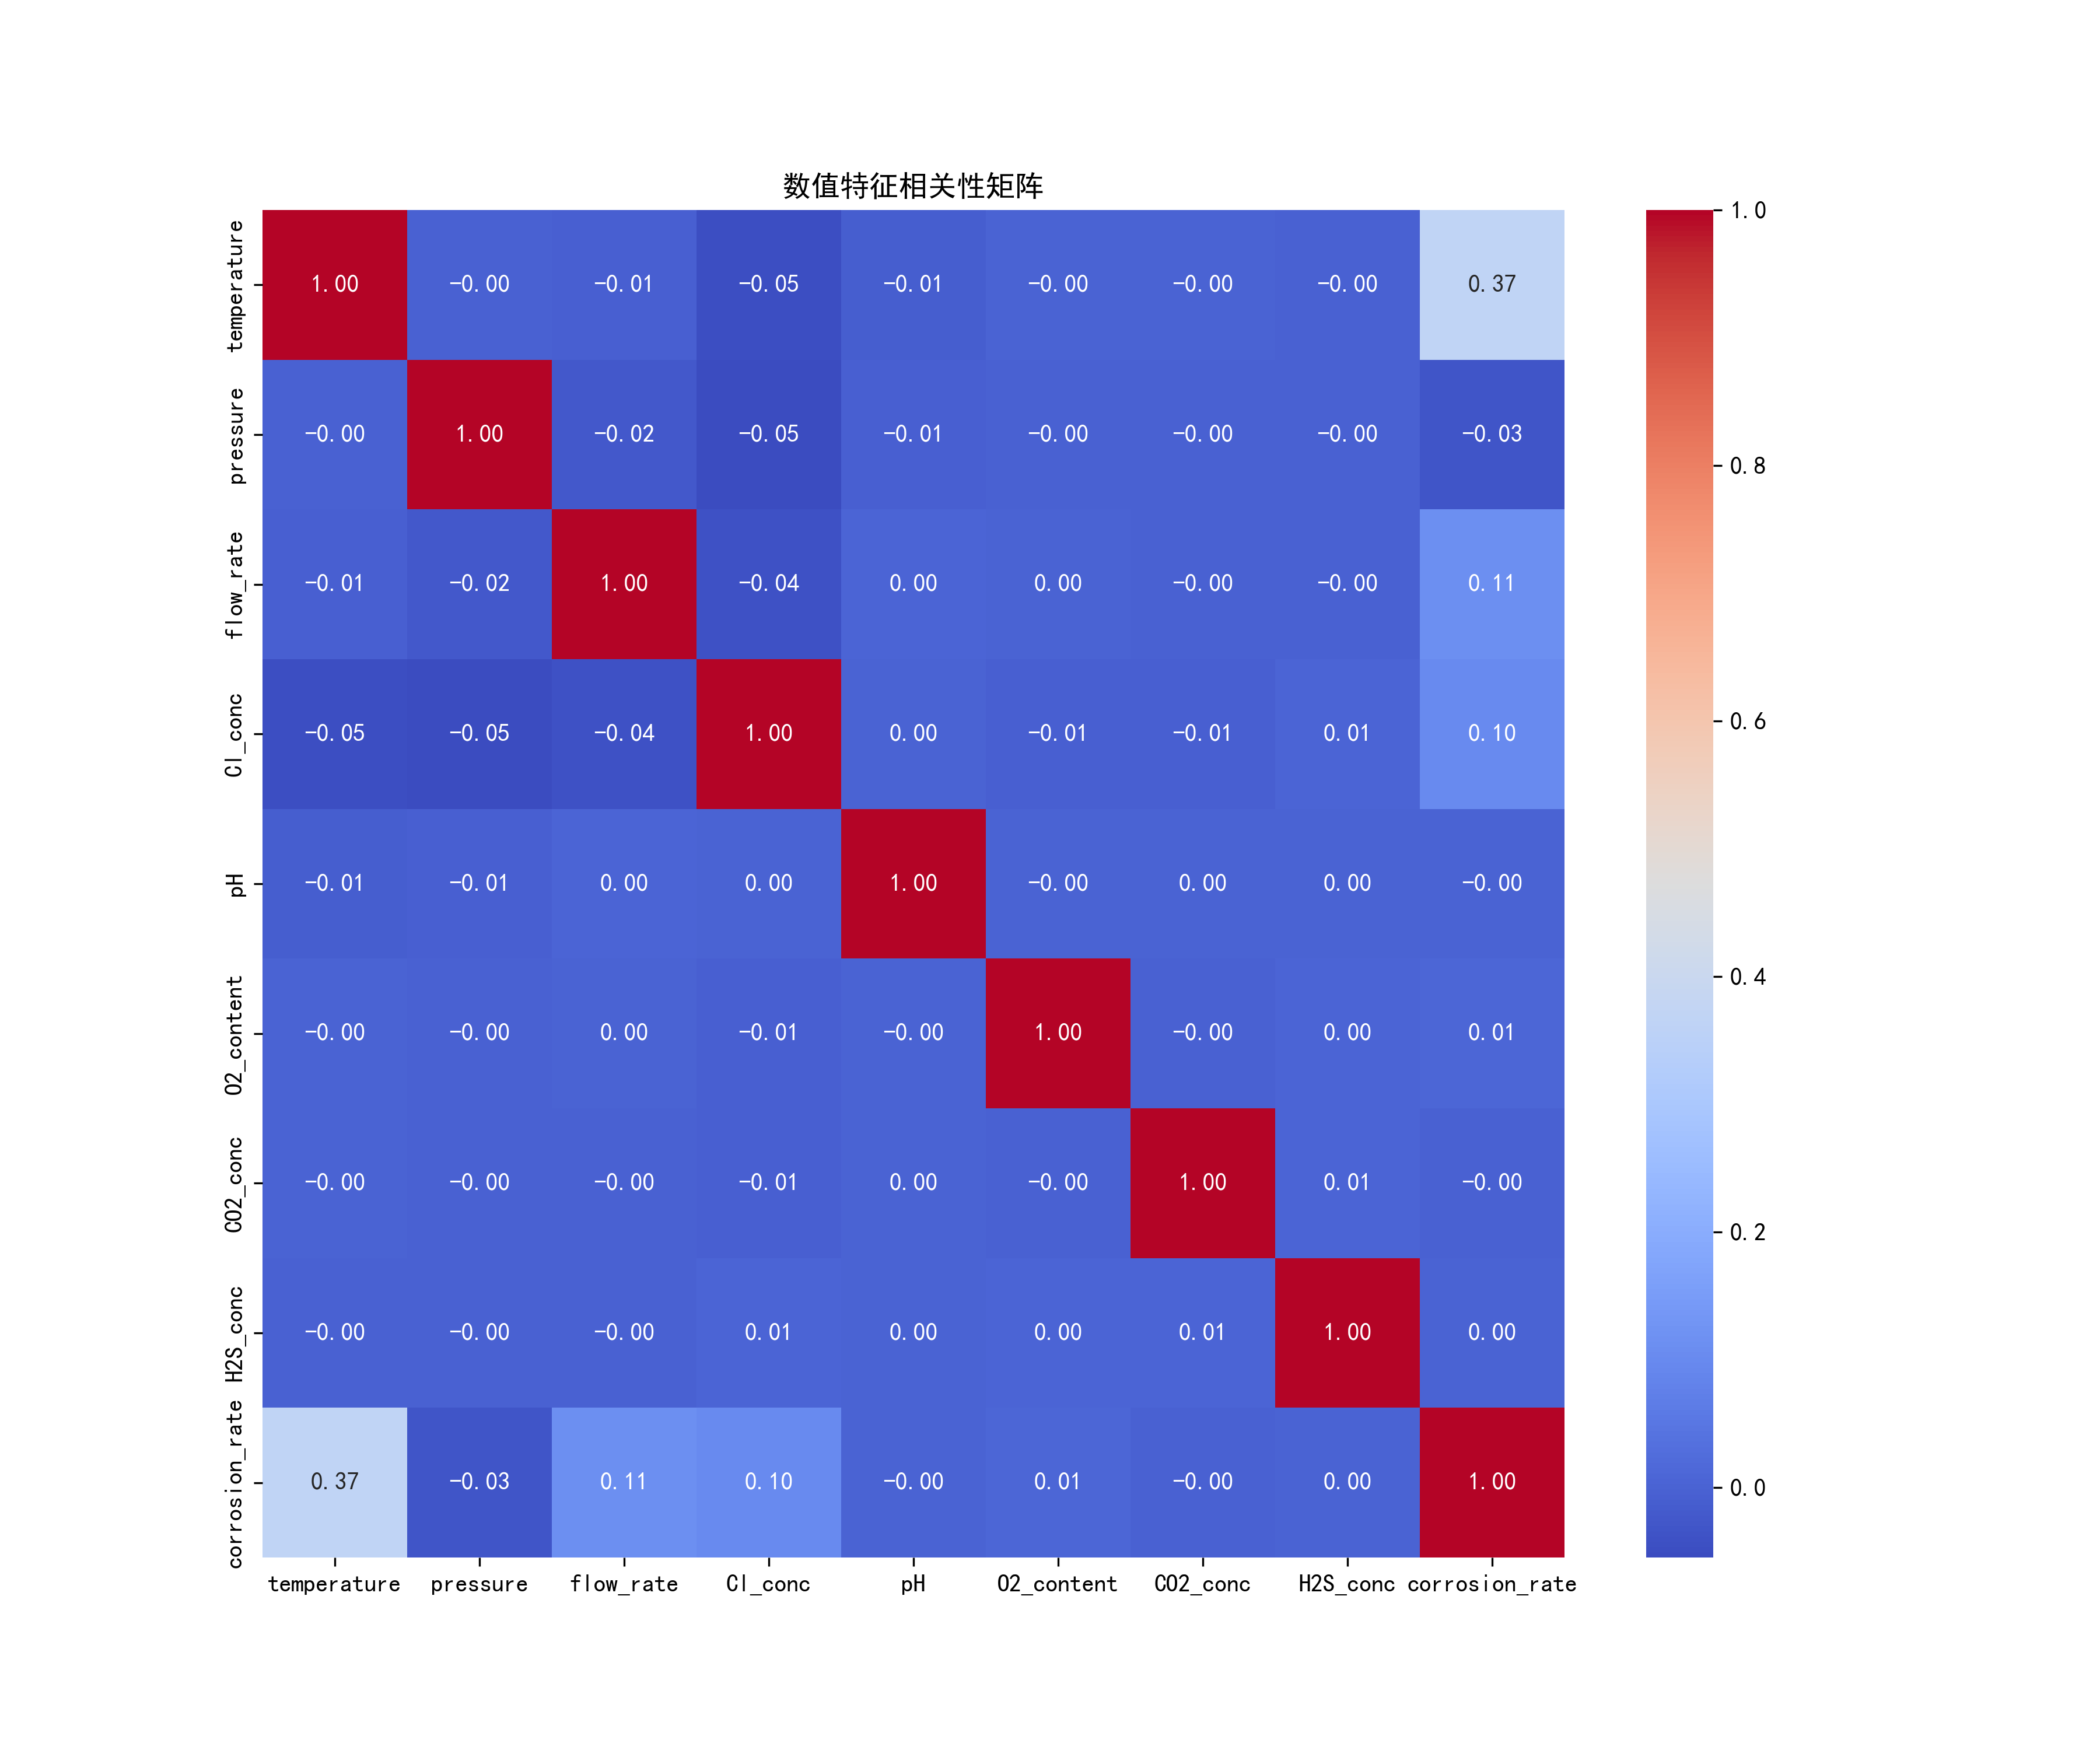 数值特征相关性矩阵
temperature 1.00 -0.00 -0.01 -0.05 -0.01 -0.00 -0.00 -0.00 0.37
pressure -0.00 1.00 -0.02 -0.05 -0.01 -0.00 -0.00 -0.00 -0.03
flow_rate -0.01 -0.02 1.00 -0.04 0.00 0.00 -0.00 -0.00 0.11
Cl_conc -0.05 -0.05 -0.04 1.00 0.00 -0.01 -0.01 0.01 0.10
pH -0.01 -0.01 0.00 0.00 1.00 -0.00 0.00 0.00 -0.00
O2_content -0.00 -0.00 0.00 -0.01 -0.00 1.00 -0.00 0.00 0.01
CO2_conc -0.00 -0.00 -0.00 -0.01 0.00 -0.00 1.00 0.01 -0.00
H2S_conc -0.00 -0.00 -0.00 0.01 0.00 0.00 0.01 1.00 0.00
corrosion_rate 0.37 -0.03 0.11 0.10 -0.00 0.01 -0.00 0.00 1.00
temperature pressure flow_rate Cl_conc pH O2_content CO2_conc H2S_conc corrosion_rate
1.0
0.8
0.6
0.4
0.2
0.0